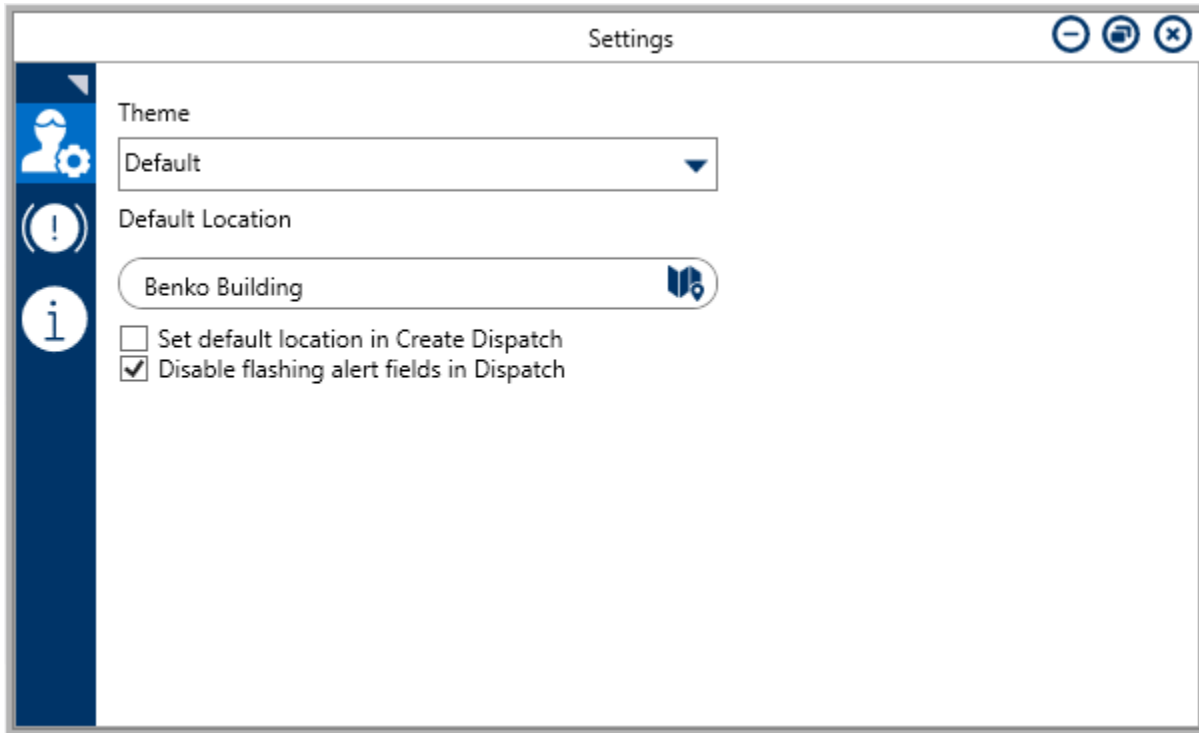 Settings
Theme
Default
Default Location
Benko Building
Set default location in Create Dispatch
Disable flashing alert fields in Dispatch